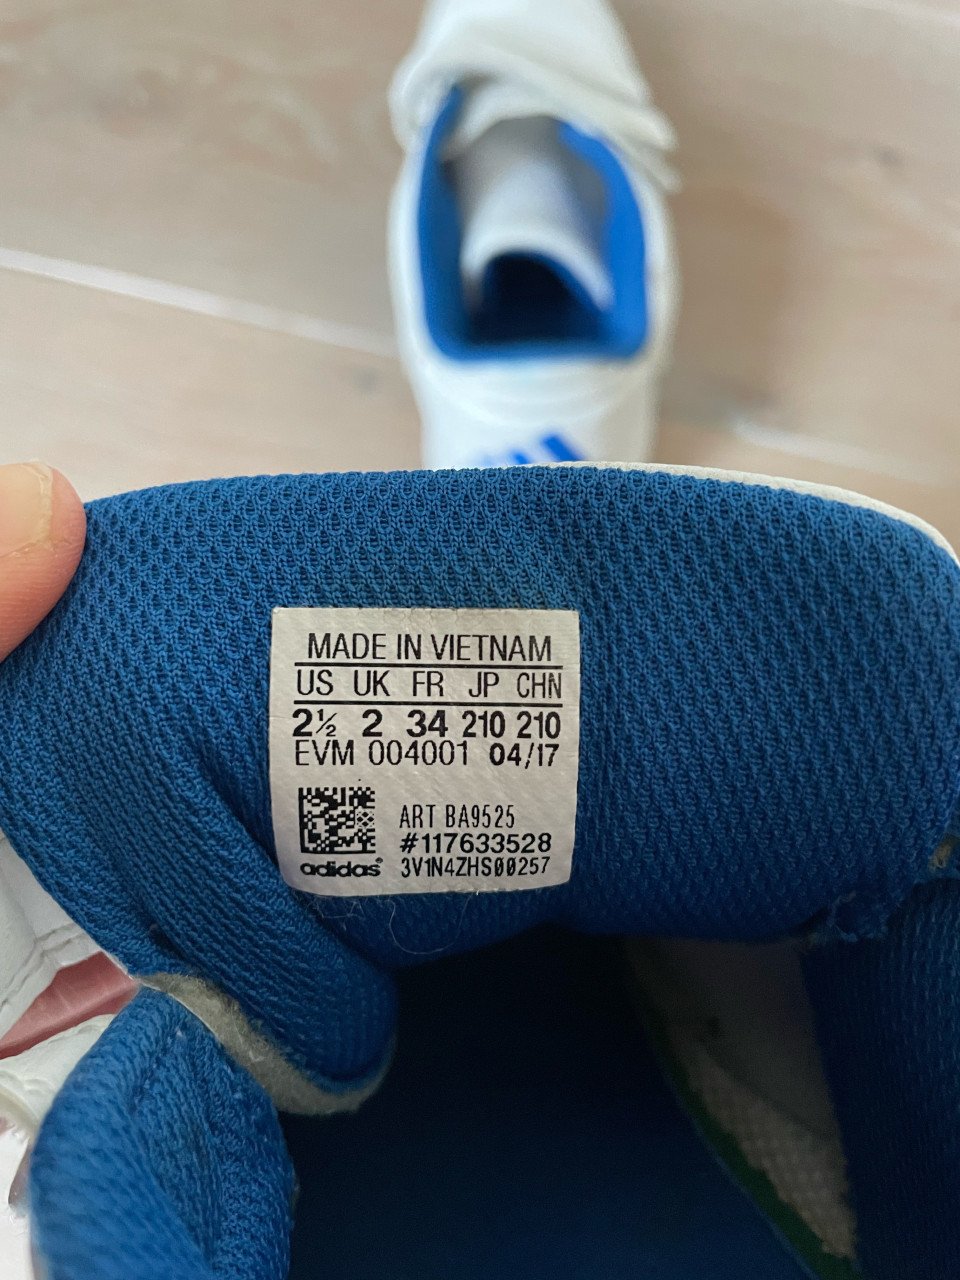 MADE IN VIETNAM
US UK FR JP CHN
2½ 2 34 210 210
EVM 004001 04/17
ART BA9525
#117633528
adidas® 3V1N4ZHS00257